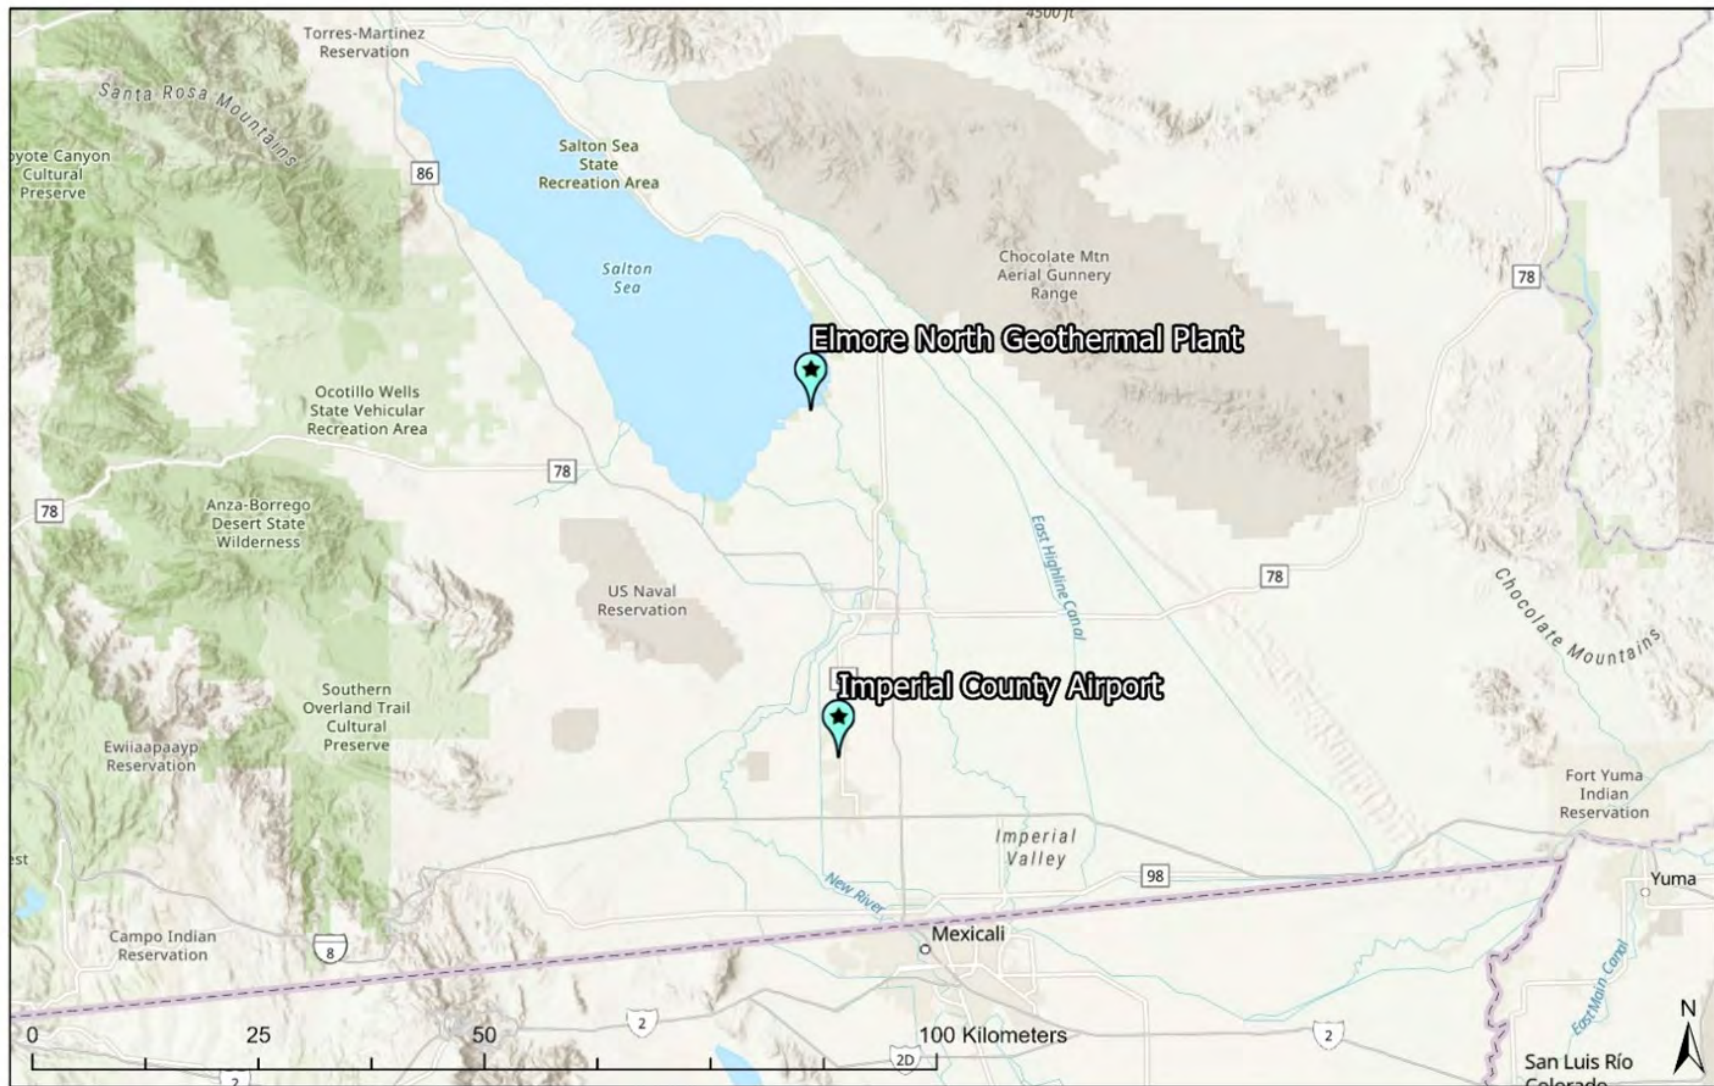 4500 ft
Torres-Martinez
Reservation
Santa Rosa Mountains
oyote Canyon
Cultural
Preserve
86
Salton Sea
State
Recreation Area
Salton
Sea
Chocolate Mtn
Aerial Gunnery
Range
78
Elmore North Geothermal Plant
Ocotillo Wells
State Vehicular
Recreation Area
78
78
Anza-Borrego
Desert State
Wilderness
East Highline Canal
US Naval
Reservation
78
Chocolate Mountains
Imperial County Airport
Southern
Overland Trail
Cultural
Preserve
Ewiiaapaayp
Reservation
Fort Yuma
Indian
Reservation
Imperial
Valley
est
98
New River
Yuma
Campo Indian
Reservation
8
Mexicali
East Main Canal
N
0 25 50 100 Kilometers
2
2
2D
2
San Luis Río
Colorado